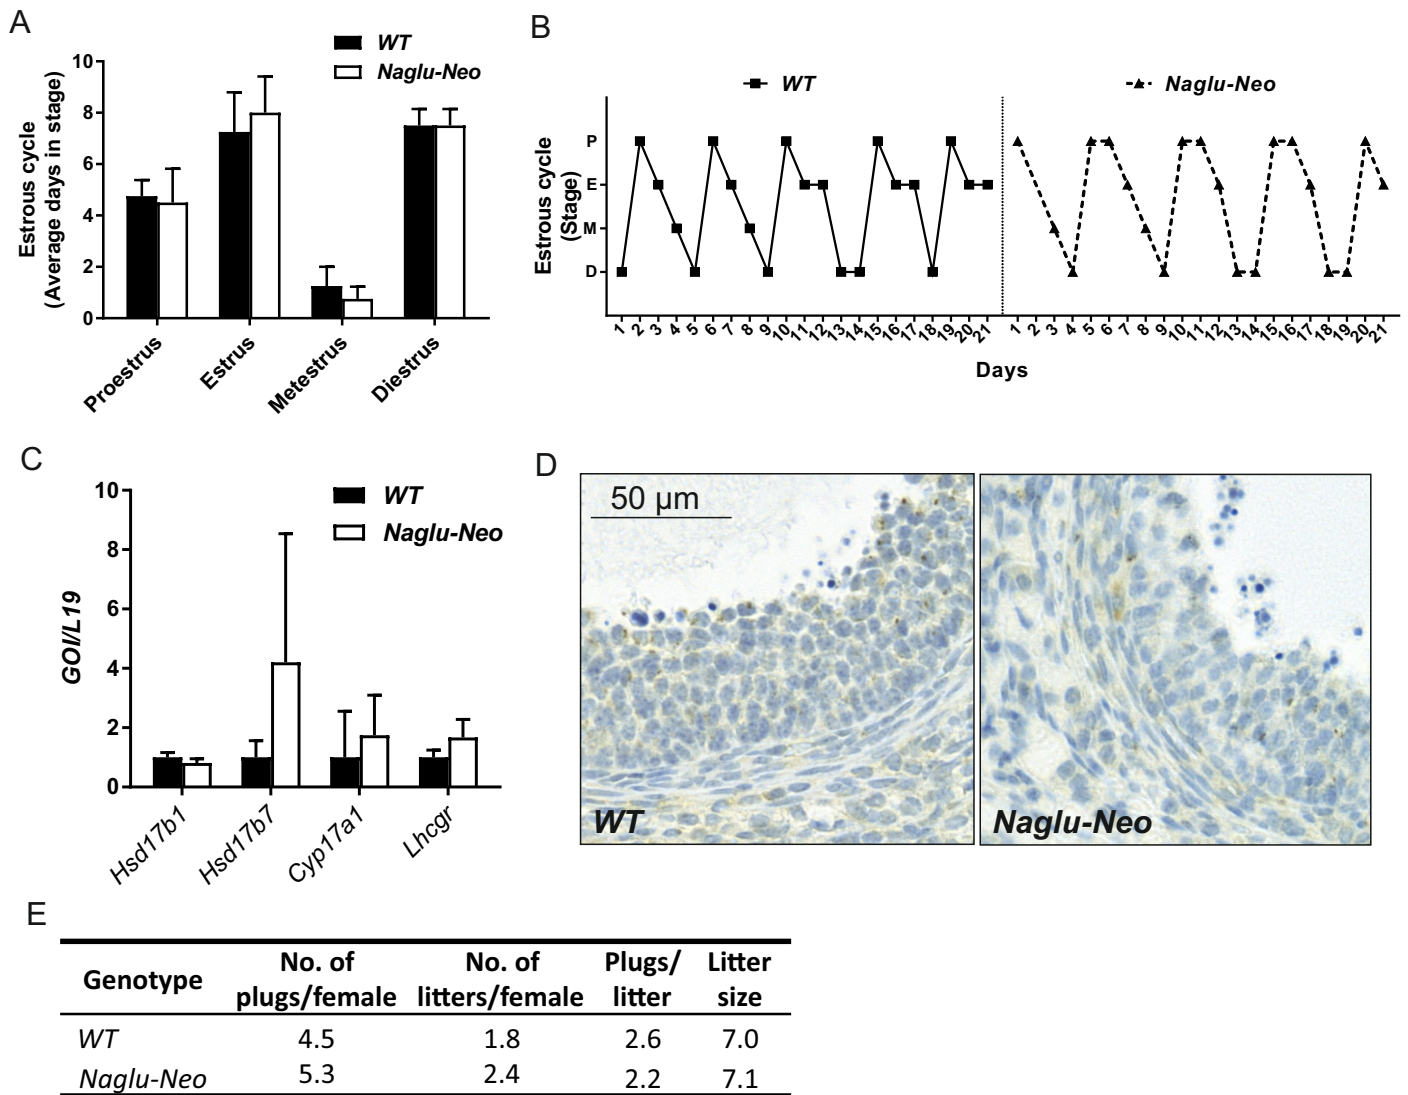 A
WT
Naglu-Neo
Estrous cycle
(Average days in stage)
10
8
6
4
2
0
Proestrus
Estrus
Metestrus
Diestrus
B
WT
Naglu-Neo
Estrous cycle
(Stage)
P
E
M
D
1 2 3 4 5 6 7 8 9 10 11 12 13 14 15 16 17 18 19 20 21 1 2 3 4 5 6 7 8 9 10 11 12 13 14 15 16 17 18 19 20 21
Days
C
WT
Naglu-Neo
GOI/L19
10
8
6
4
2
0
Hsd17b1
Hsd17b7
Cyp17a1
Lhcgr
D
50 µm
WT
Naglu-Neo
E
Genotype No. of plugs/female No. of litters/female Plugs/ litter Litter size
WT 4.5 1.8 2.6 7.0
Naglu-Neo 5.3 2.4 2.2 7.1